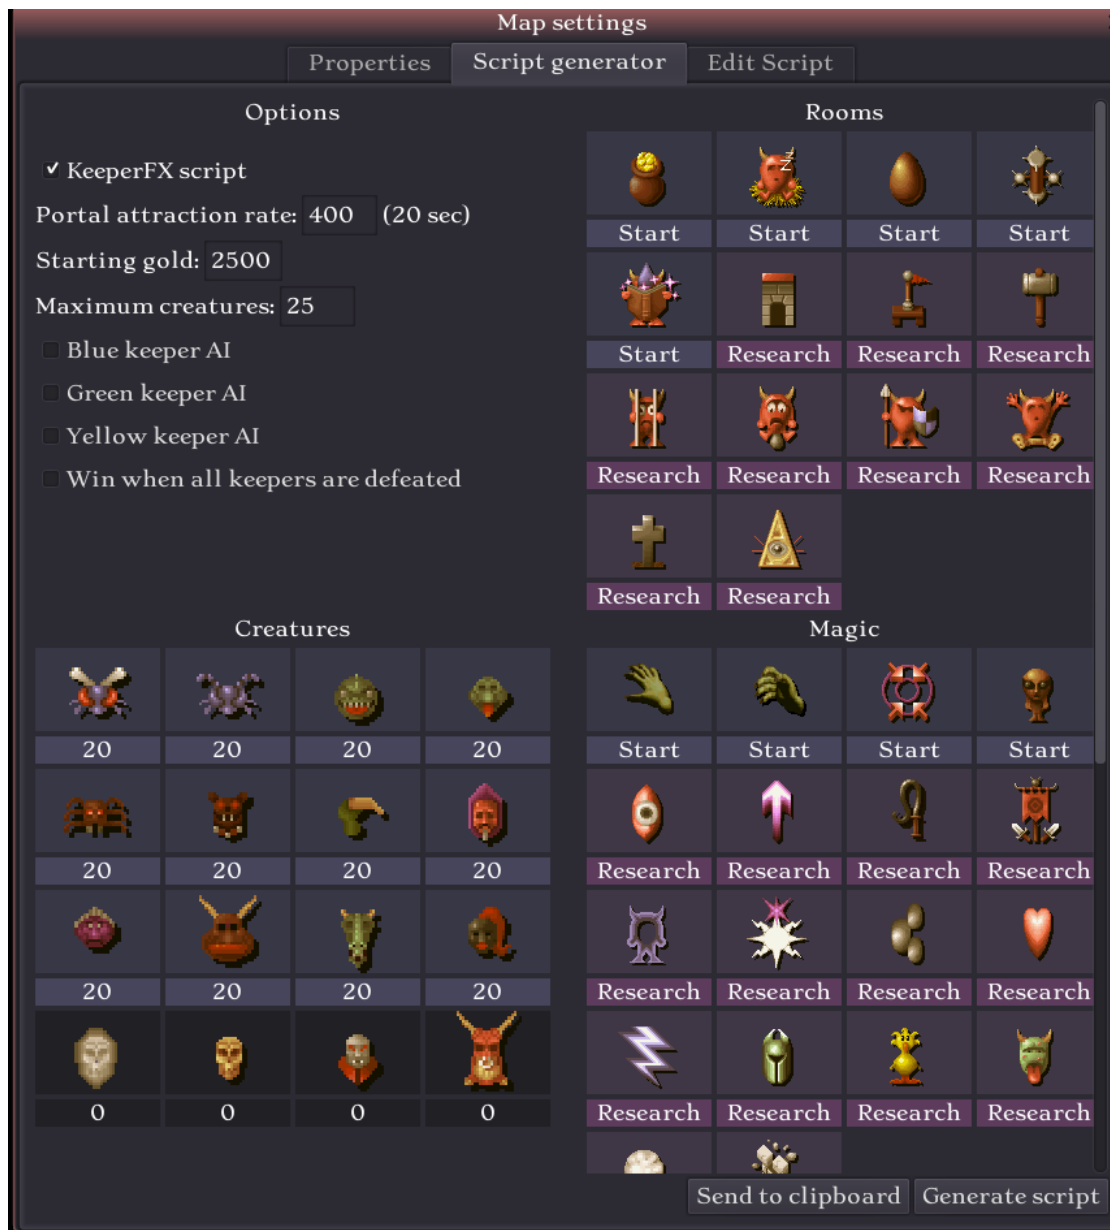 Map settings
Properties Script generator Edit Script
Options
KeeperFX script
Portal attraction rate: 400 (20 sec)
Starting gold: 2500
Maximum creatures: 25
Blue keeper AI
Green keeper AI
Yellow keeper AI
Win when all keepers are defeated
Rooms
Start Start Start Start
Start Research Research Research
Research Research Research Research
Research Research
Creatures
20 20 20 20
20 20 20 20
20 20 20 20
0 0 0 0
Magic
Start Start Start Start
Research Research Research Research
Research Research Research Research
Research Research Research Research
Send to clipboard Generate script